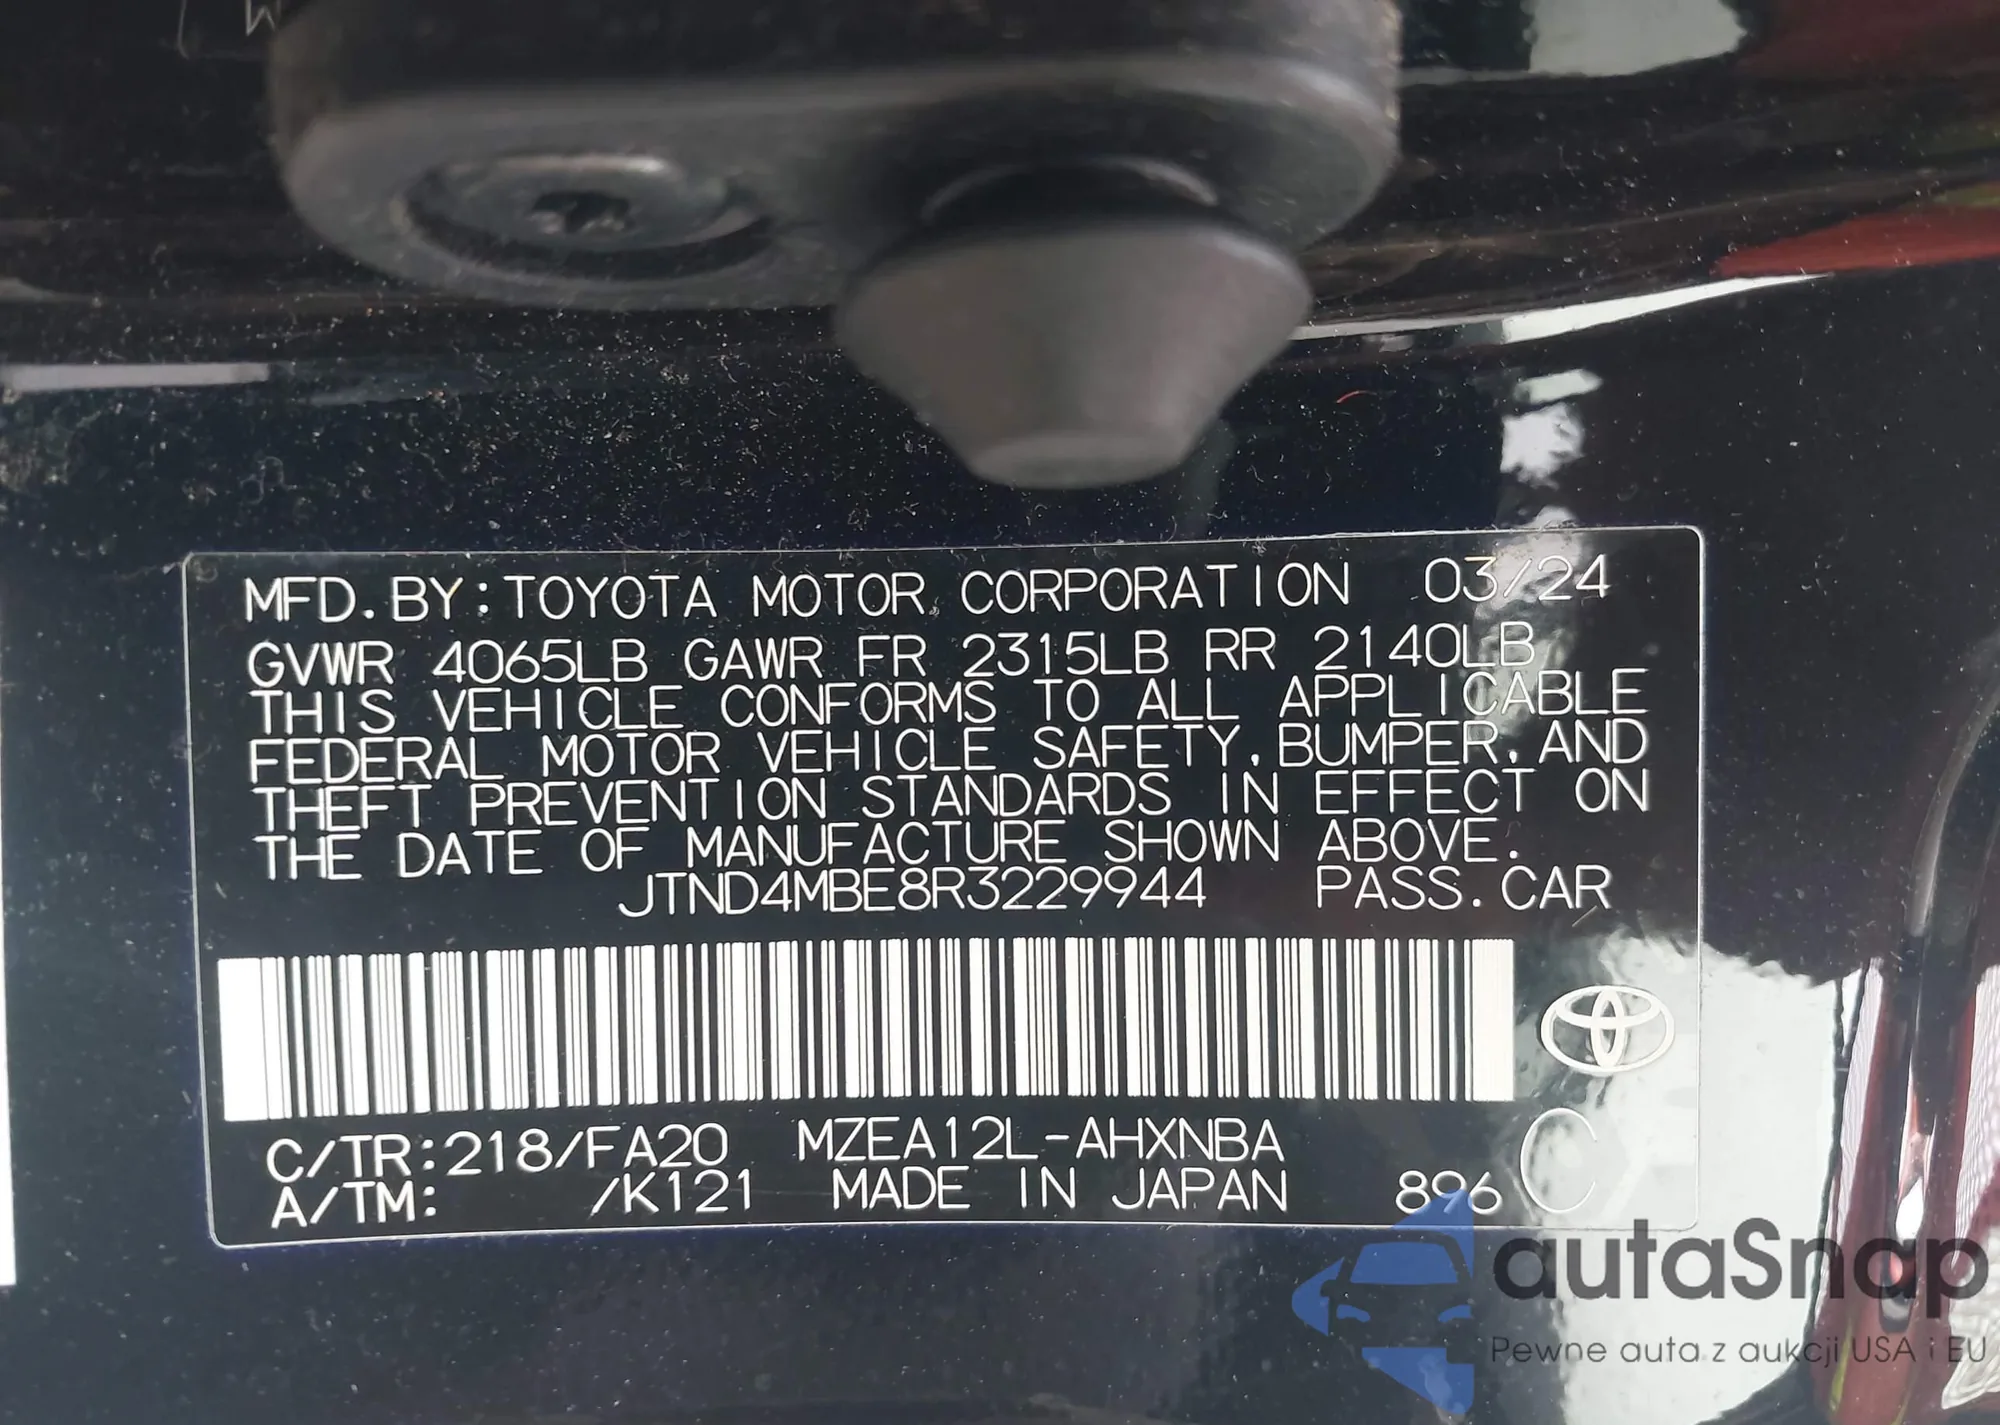 MFD.BY:TOYOTA MOTOR CORPORATION 03/24
GVWR 4065LB GAWR FR 2315LB RR 2140LB
THIS VEHICLE CONFORMS TO ALL APPLICABLE
FEDERAL MOTOR VEHICLE SAFETY,BUMPER,AND
THEFT PREVENTION STANDARDS IN EFFECT ON
THE DATE OF MANUFACTURE SHOWN ABOVE.
JTND4MBE8R3229944 PASS.CAR
C/TR:218/FA20 MZEA12L-AHXNBA C
A/TM: /K121 MADE IN JAPAN 896
autaSnap
Pewne auta z aukcji USA i EU